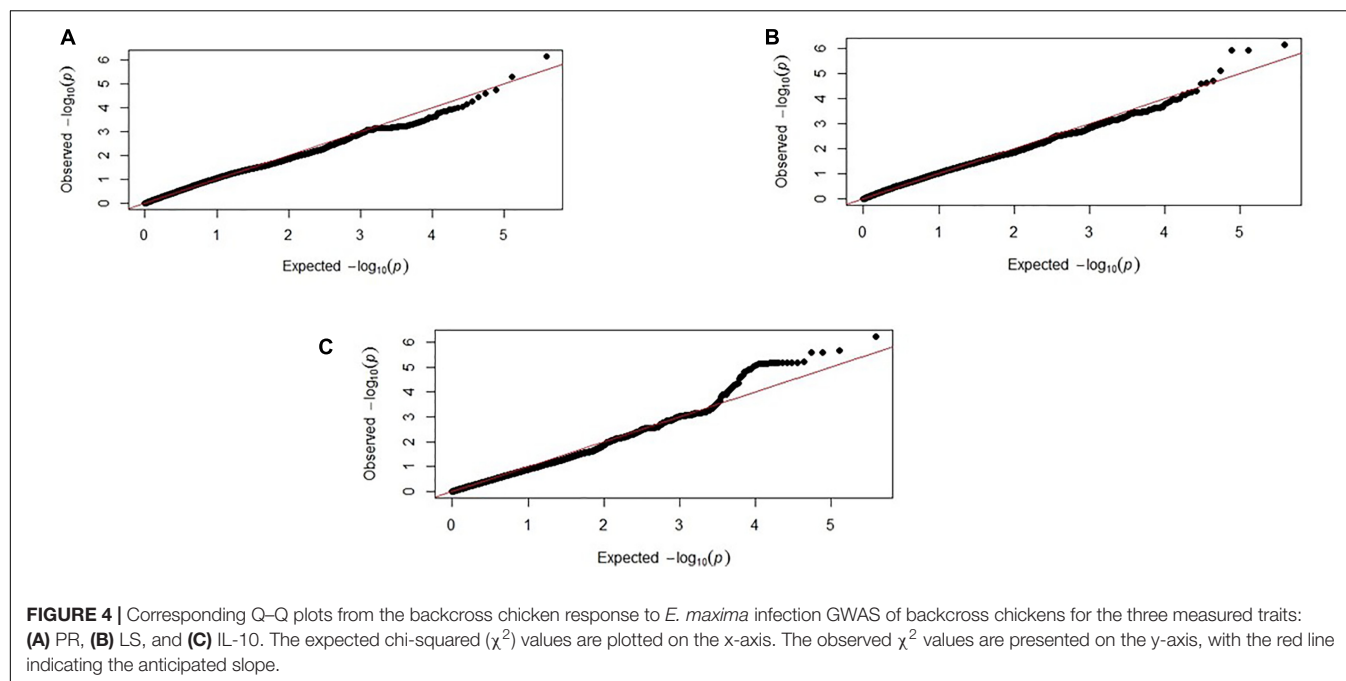 A
Observed −log10(p)
6
5
4
3
2
1
0
0 1 2 3 4 5
Expected −log10(p)
B
Observed −log10(p)
6
5
4
3
2
1
0
0 1 2 3 4 5
Expected −log10(p)
C
Observed −log10(p)
6
5
4
3
2
1
0
0 1 2 3 4 5
Expected −log10(p)
FIGURE 4 | Corresponding Q–Q plots from the backcross chicken response to E. maxima infection GWAS of backcross chickens for the three measured traits:
(A) PR, (B) LS, and (C) IL-10. The expected chi-squared (χ2) values are plotted on the x-axis. The observed χ2 values are presented on the y-axis, with the red line
indicating the anticipated slope.